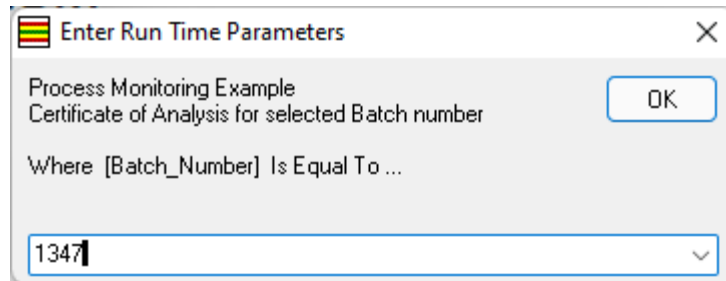 Enter Run Time Parameters
Process Monitoring Example
OK
Certificate of Analysis for selected Batch number
Where [Batch_Number] Is Equal To ...
1347